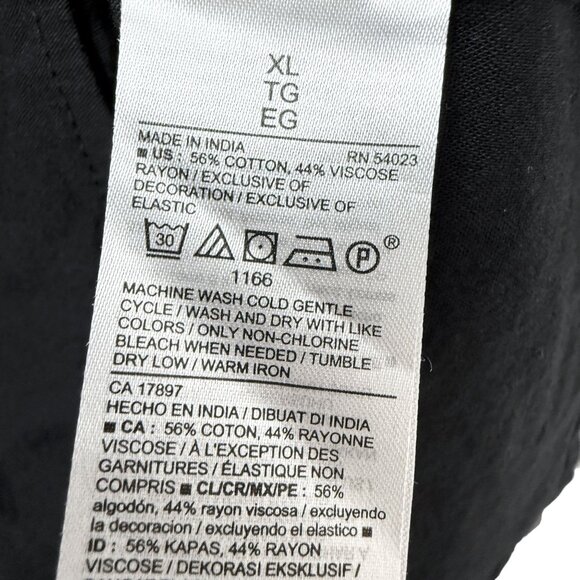 XL
TG
EG
MADE IN INDIA RN 54023
■ US : 56% COTTON, 44% VISCOSE
RAYON / EXCLUSIVE OF
DECORATION / EXCLUSIVE OF
ELASTIC
30 P ®
1166
MACHINE WASH COLD GENTLE
CYCLE / WASH AND DRY WITH LIKE
COLORS / ONLY NON-CHLORINE
BLEACH WHEN NEEDED / TUMBLE
DRY LOW / WARM IRON
CA 17897
HECHO EN INDIA / DIBUAT DI INDIA
■ CA : 56% COTON, 44% RAYONNE
VISCOSE / À L'EXCEPTION DES
GARNITURES / ÉLASTIQUE NON
COMPRIS ■ CL/CR/MX/PE : 56%
algodón, 44% rayon viscosa / excluyendo
la decoracion / excluyendo el elastico ■
ID : 56% KAPAS, 44% RAYON
VISCOSE / DEKORASI EKSKLUSIF /